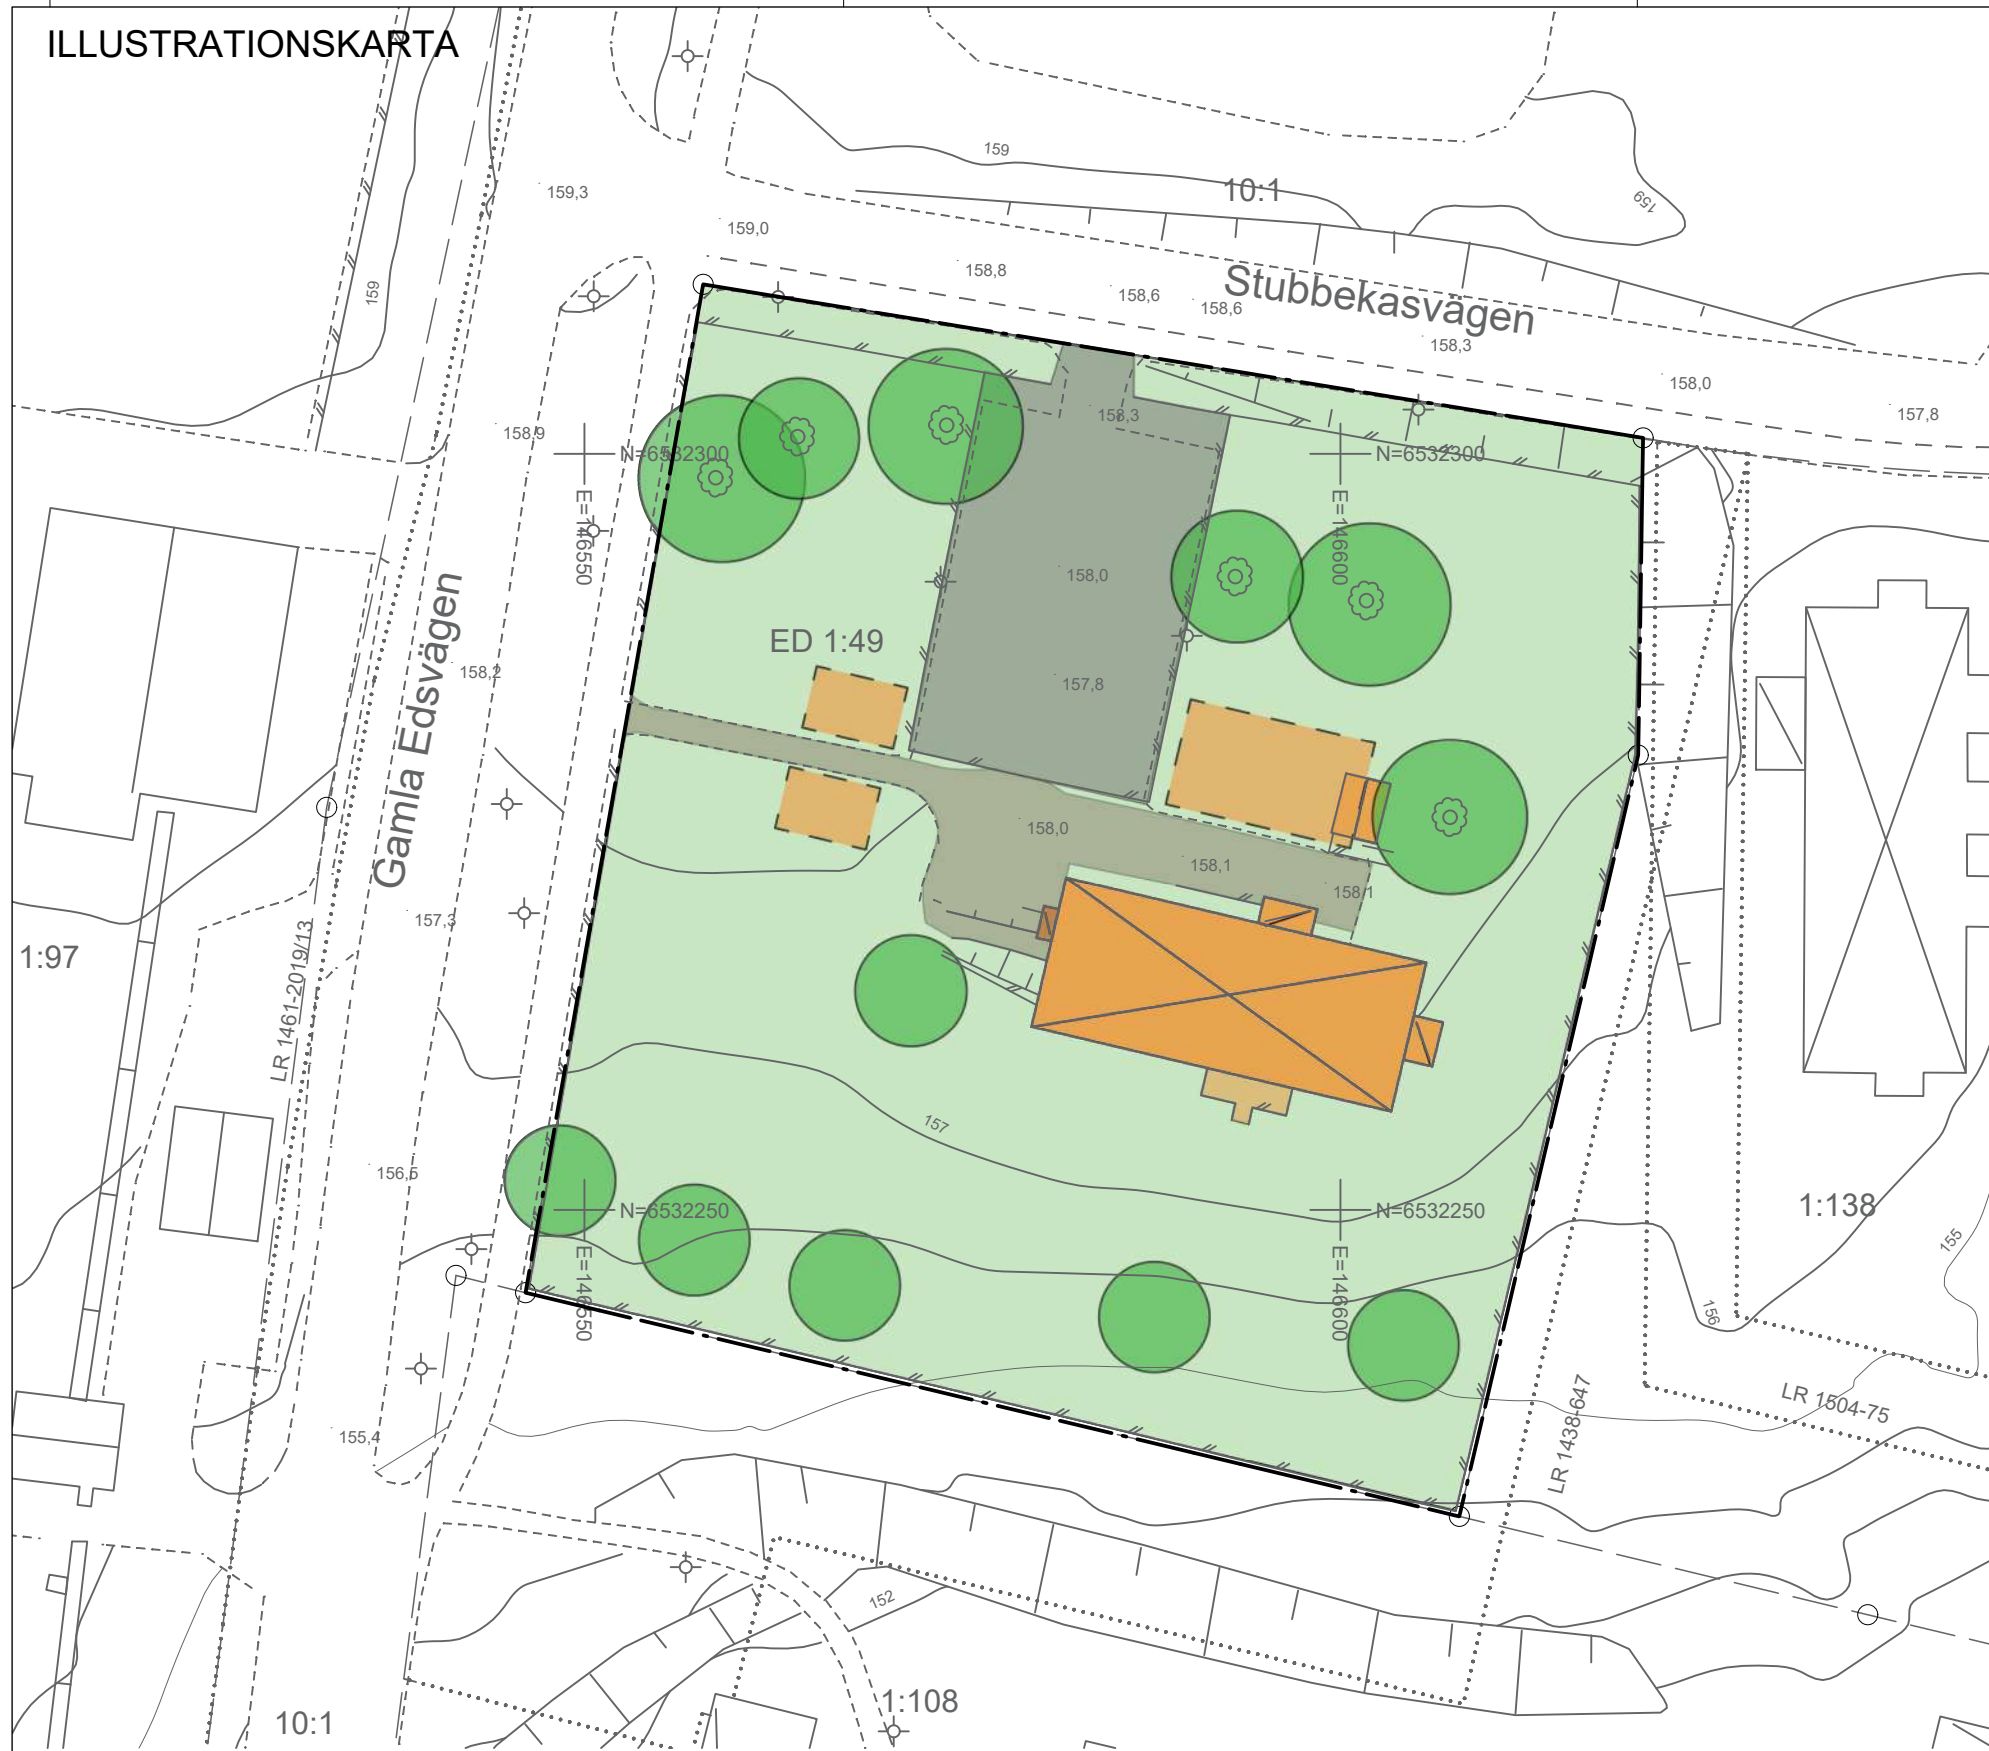 ILLUSTRATIONSKARTA
159
10:1
159,3
159
159,0
158,8
Stubbekasvägen
158,6
158,6
159
158,3
158,0
158,3
157,8
158,9
N=6532300
N=6532300
E=146550
E=146600
158,0
Gamla Edsvägen
ED 1:49
158,2
157,8
158,0
158,1
158,1
157,3
1:97
LR 1461-2019/13
157
156,5
N=6532250
N=6532250
1:138
155
E=146550
E=146600
156
LR 1504-75
LR 1438-647
155,4
152
1:108
10:1